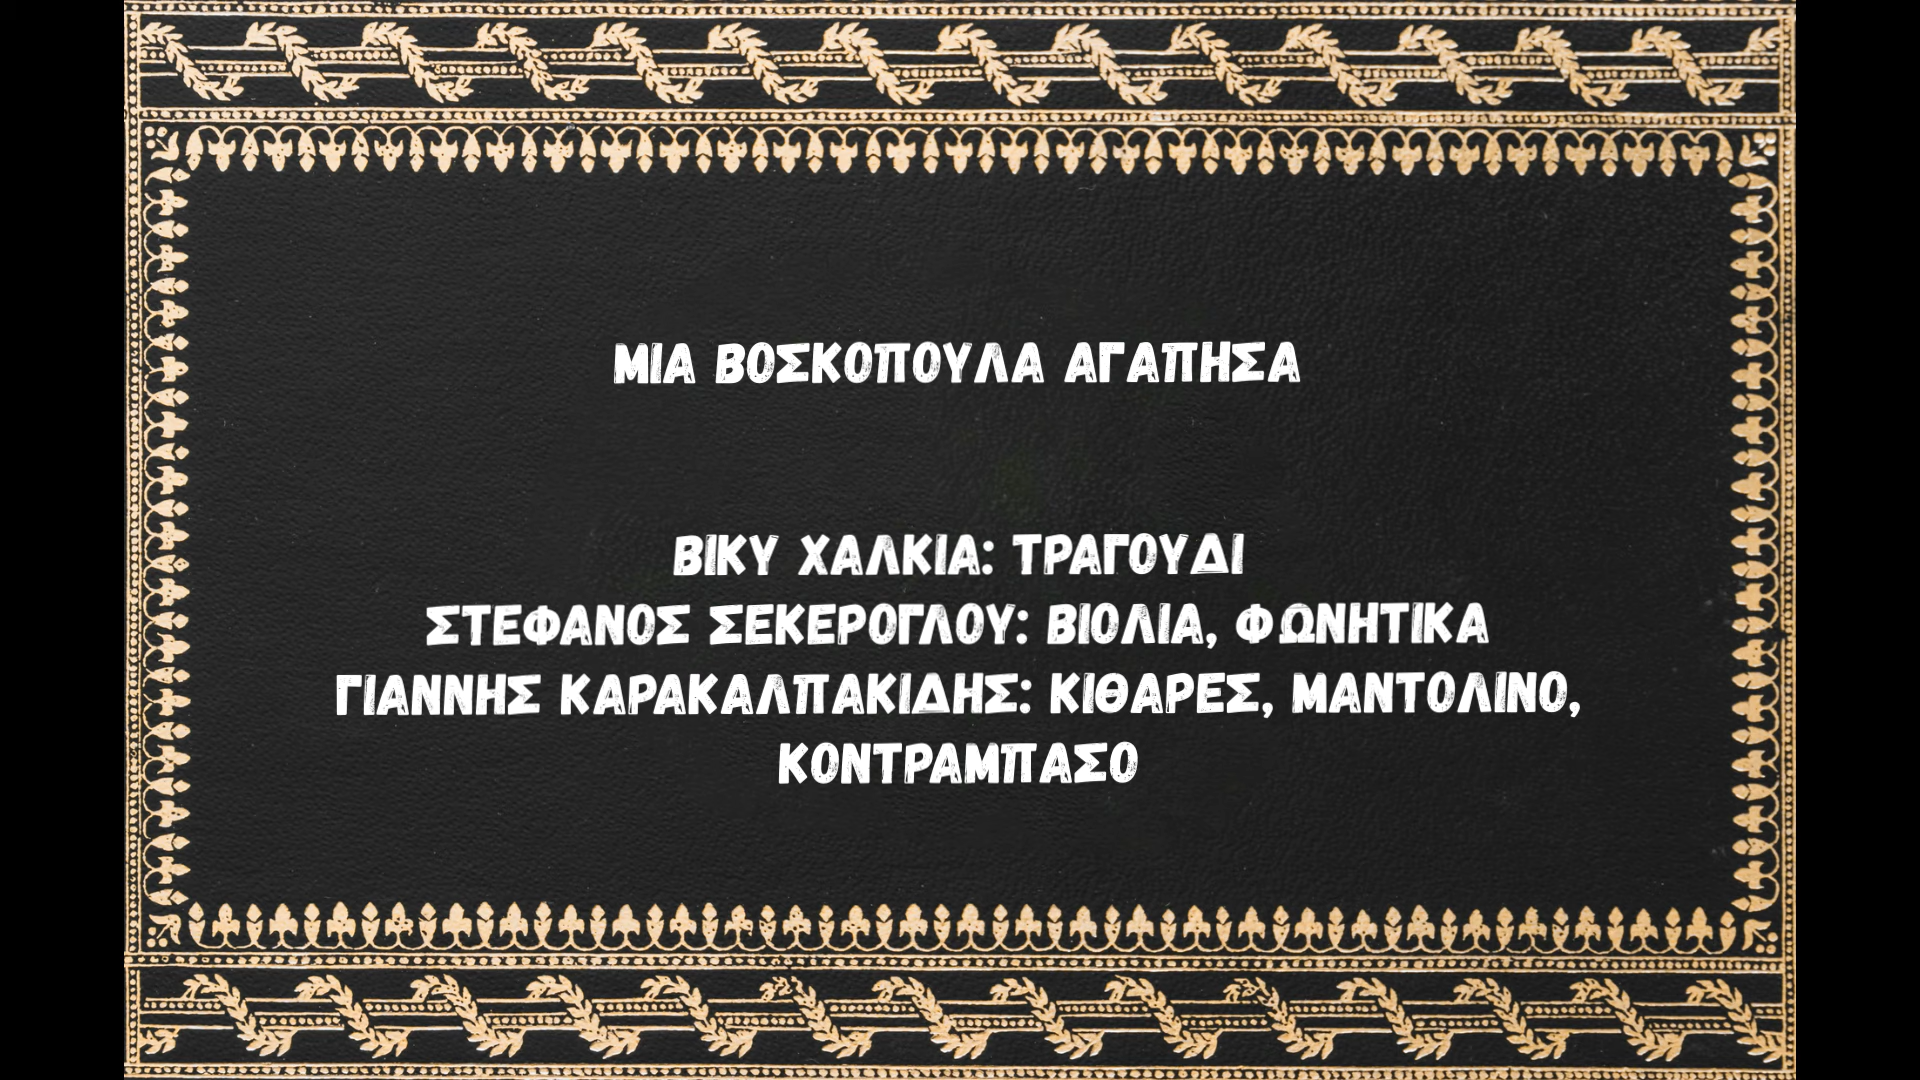 ΜΙΑ ΒΟΣΚΟΠΟΥΛΑ ΑΓΑΠΗΣΑ
ΒΙΚΥ ΧΑΛΚΙΑ: ΤΡΑΓΟΥΔΙ
ΣΤΕΦΑΝΟΣ ΣΕΚΕΡΟΓΛΟΥ: ΒΙΟΛΙΑ, ΦΩΝΗΤΙΚΑ
ΓΙΑΝΝΗΣ ΚΑΡΑΚΑΛΠΑΚΙΔΗΣ: ΚΙΘΑΡΕΣ, ΜΑΝΤΟΛΙΝΟ,
ΚΟΝΤΡΑΜΠΑΣΟ